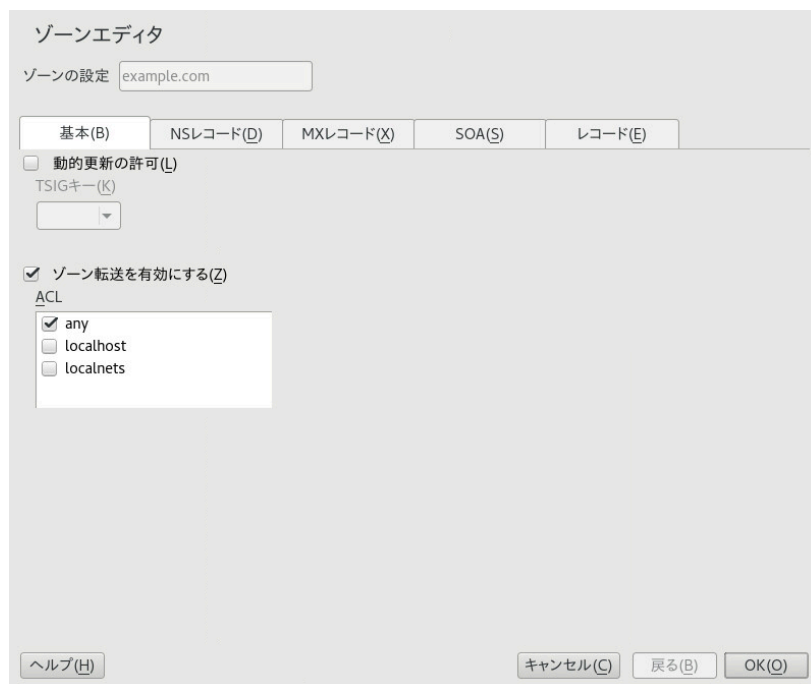 ゾーンエディタ
ゾーンの設定 example.com
基本(B) NSレコード(D) MXレコード(X) SOA(S) レコード(E)
動的更新の許可(L)
TSIGキー(K)
ゾーン転送を有効にする(Z)
ACL
any
localhost
localnets
ヘルプ(H) キャンセル(C) 戻る(B) OK(O)